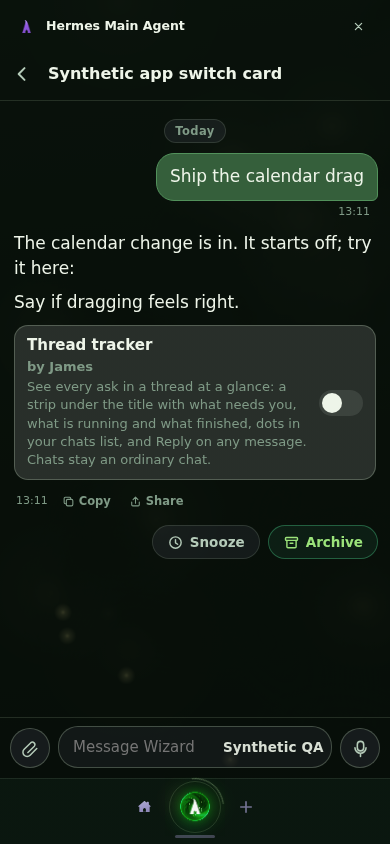 Hermes Main Agent
Synthetic app switch card
Today
Ship the calendar drag
13:11
The calendar change is in. It starts off; try
it here:
Say if dragging feels right.
Thread tracker
by James
See every ask in a thread at a glance: a
strip under the title with what needs you,
what is running and what finished, dots in
your chats list, and Reply on any message.
Chats stay an ordinary chat.
13:11 Copy Share
Snooze Archive
Message Wizard Synthetic QA